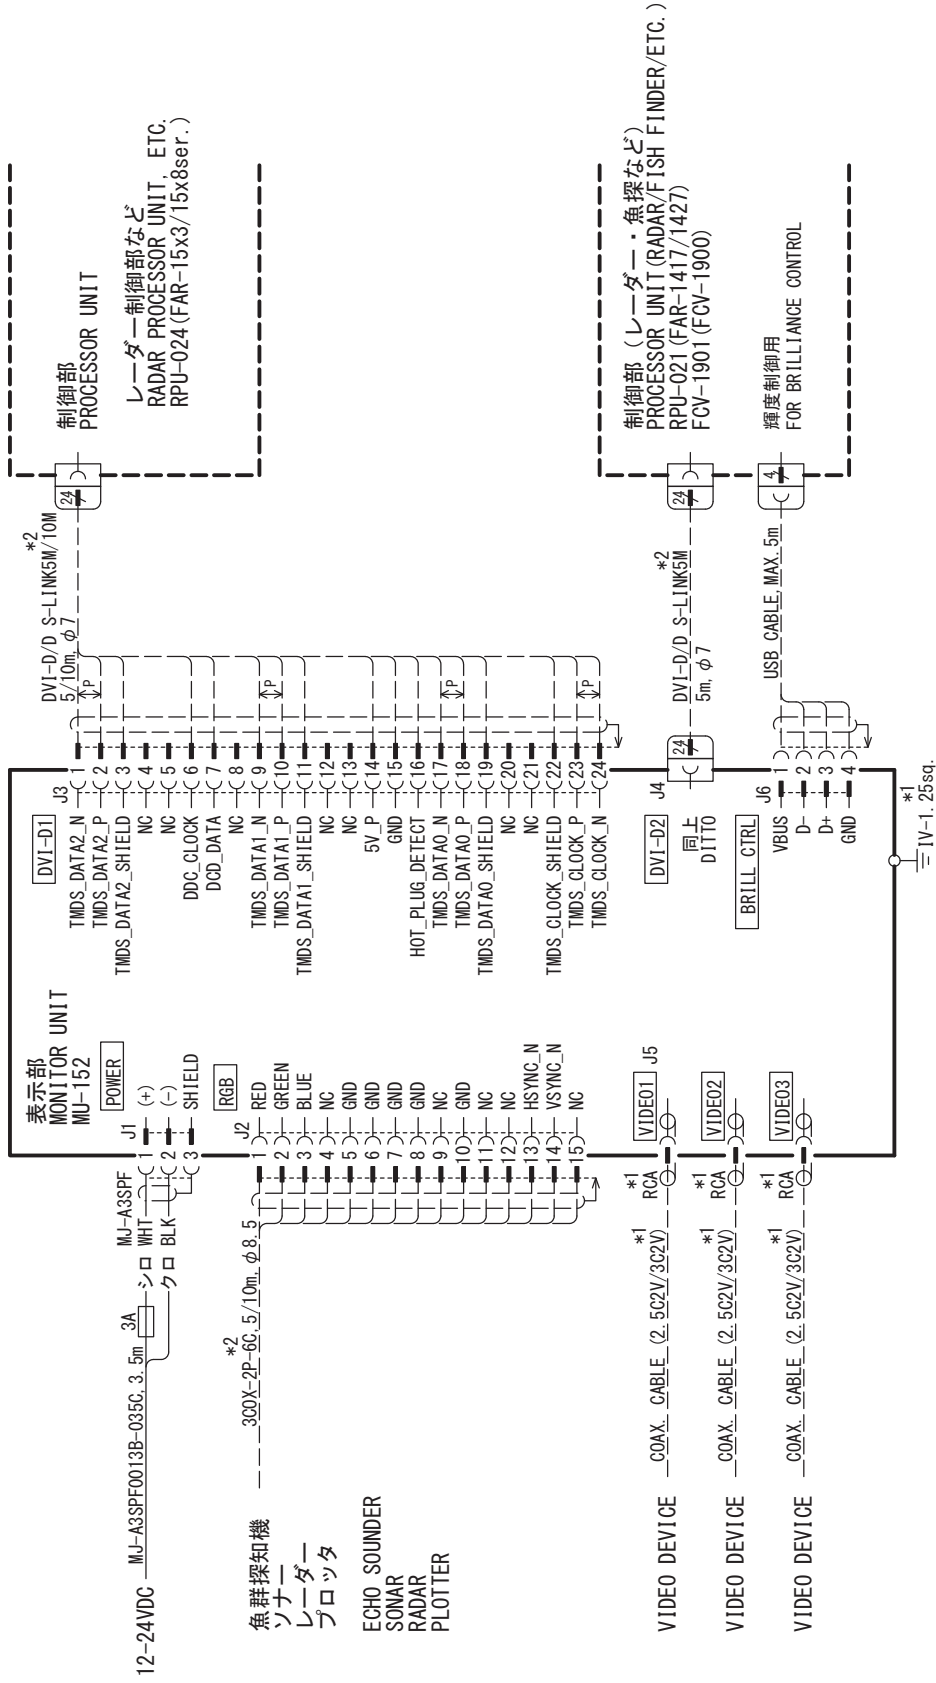 表示部
MONITOR UNIT
MU-152
POWER
J1
MJ-A3SPF
12-24VDC
MJ-A3SPF0013B-035C, 3.5m
3A
シロ WHT 1 (+)
クロ BLK 2 (-)
3 SHIELD
RGB
J2
魚群探知機
ソナー
レーダー
プロッタ
ECHO SOUNDER
SONAR
RADAR
PLOTTER
*2
3COX-2P-6C, 5/10m, φ8.5
1 RED
2 GREEN
3 BLUE
4 NC
5 GND
6 GND
7 GND
8 GND
9 NC
10 GND
11 NC
12 NC
13 HSYNC_N
14 VSYNC_N
15 NC
VIDEO DEVICE
COAX. CABLE (2.5C2V/3C2V)
*1
*1
RCA
VIDEO1 J5
VIDEO DEVICE
COAX. CABLE (2.5C2V/3C2V)
*1
*1
RCA
VIDEO2
VIDEO DEVICE
COAX. CABLE (2.5C2V/3C2V)
*1
*1
RCA
VIDEO3
DVI-D1
J3
TMDS_DATA2_N 1
TMDS_DATA2_P 2
TMDS_DATA2_SHIELD 3
NC 4
NC 5
DDC_CLOCK 6
DCD_DATA 7
NC 8
TMDS_DATA1_N 9
TMDS_DATA1_P 10
TMDS_DATA1_SHIELD 11
NC 12
NC 13
5V_P 14
GND 15
HOT_PLUG_DETECT 16
TMDS_DATA0_N 17
TMDS_DATA0_P 18
TMDS_DATA0_SHIELD 19
NC 20
NC 21
TMDS_CLOCK_SHIELD 22
TMDS_CLOCK_P 23
TMDS_CLOCK_N 24
P
P
P
P
*2
DVI-D/D S-LINK5M/10M
5/10m, φ7
24
制御部
PROCESSOR UNIT
レーダー制御部など
RADAR PROCESSOR UNIT, ETC.
RPU-024(FAR-15x3/15x8ser.)
DVI-D2
J4
同上
DITTO
24
*2
DVI-D/D S-LINK5M
5m, φ7
24
制御部(レーダー・魚探など)
PROCESSOR UNIT(RADAR/FISH FINDER/ETC.)
RPU-021(FAR-1417/1427)
FCV-1901(FCV-1900)
BRILL CTRL
J6
VBUS 1
D- 2
D+ 3
GND 4
USB CABLE, MAX. 5m
4
輝度制御用
FOR BRILLIANCE CONTROL
*1
IV-1.25sq.